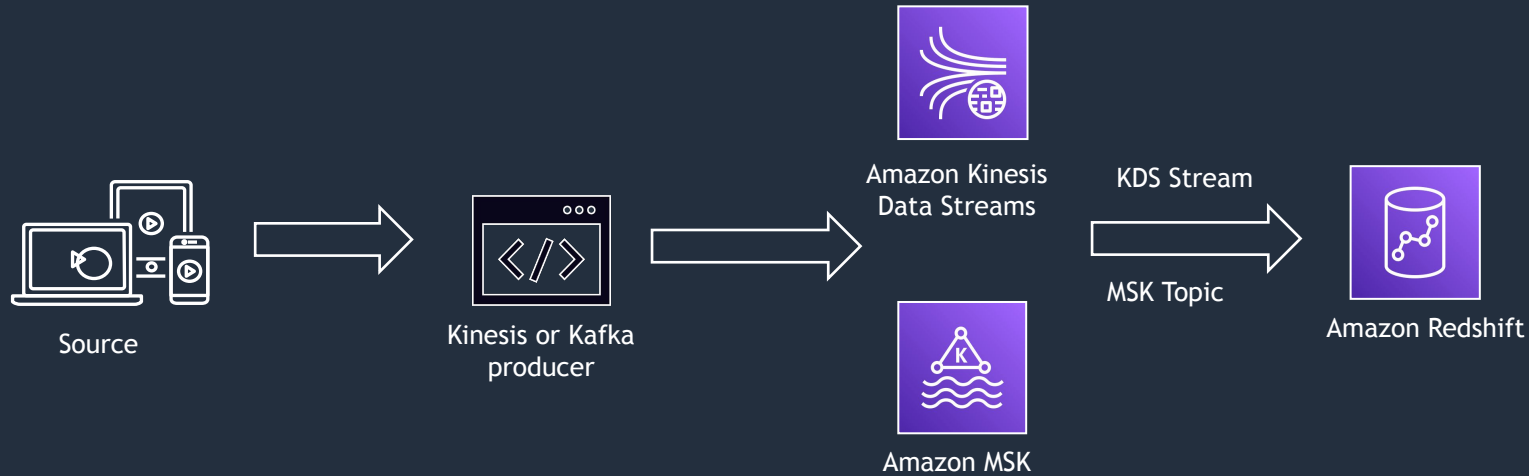 Source
Kinesis or Kafka
producer
Amazon Kinesis
Data Streams
K
Amazon MSK
KDS Stream
MSK Topic
Amazon Redshift